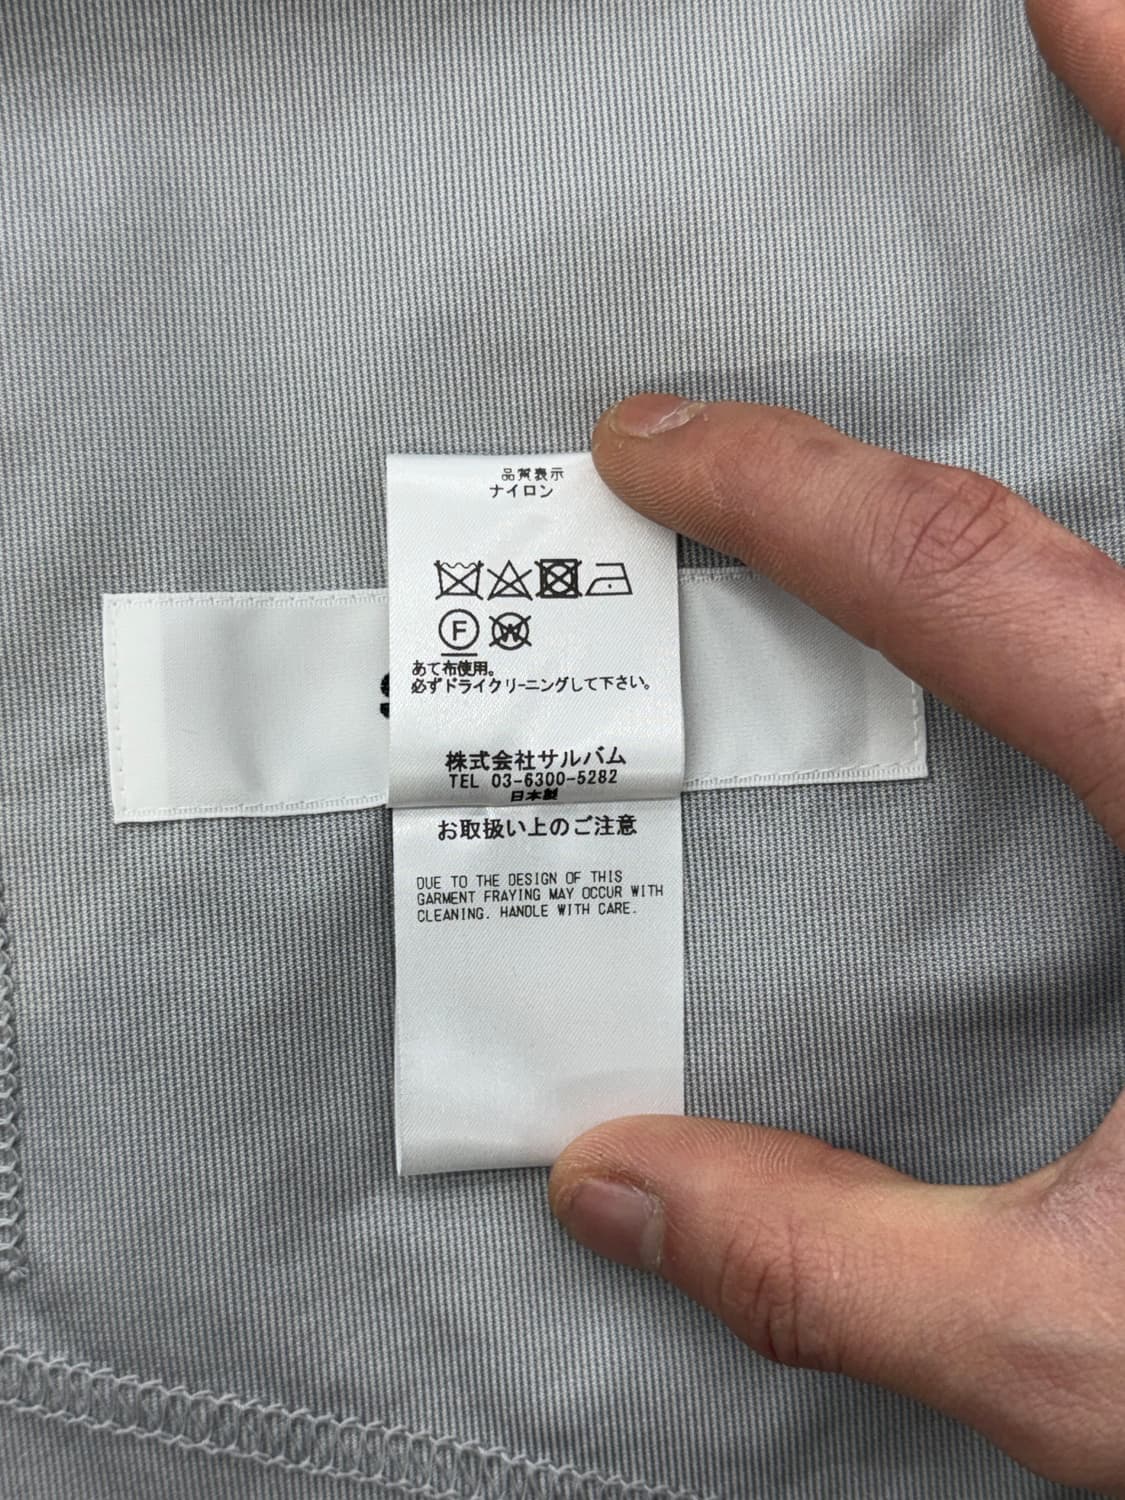 品質表示
ナイロン
F W
あて布使用。
必ずドライクリーニングして下さい。
株式会社サルバム
TEL 03-6300-5282
日本製
お取扱い上のご注意
DUE TO THE DESIGN OF THIS
GARMENT FRAYING MAY OCCUR WITH
CLEANING. HANDLE WITH CARE.